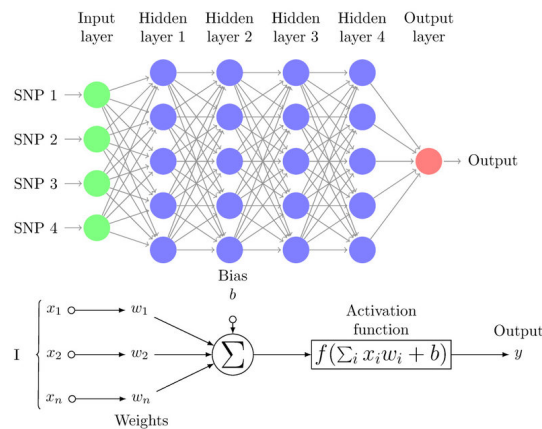 Input
layer
Hidden
layer 1
Hidden
layer 2
Hidden
layer 3
Hidden
layer 4
Output
layer
SNP 1
SNP 2
SNP 3
SNP 4
Output
Bias
b
I
x₁
w₁
x₂
w₂
xₙ
wₙ
Weights
∑
Activation
function
f(∑ᵢ xᵢwᵢ + b)
Output
y